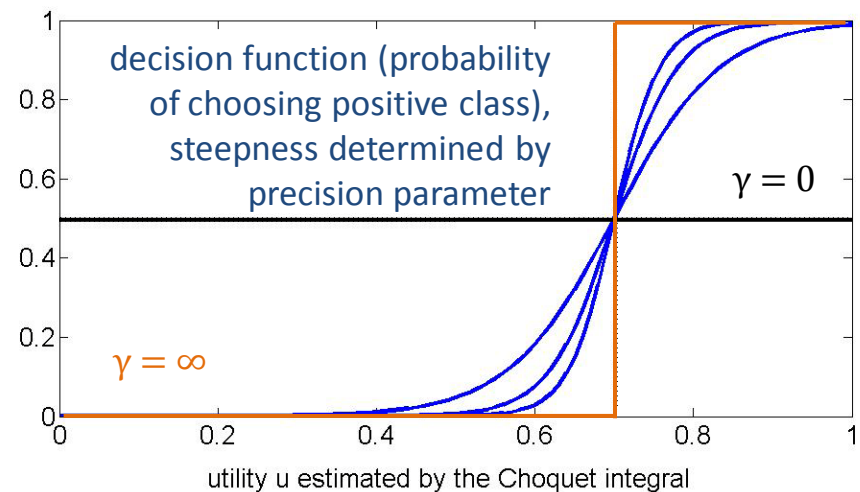 1
decision function (probability
of choosing positive class),
steepness determined by
precision parameter
0.8
0.6
γ = 0
0.4
0.2
γ = ∞
0
0 0.2 0.4 0.6 0.8 1
utility u estimated by the Choquet integral